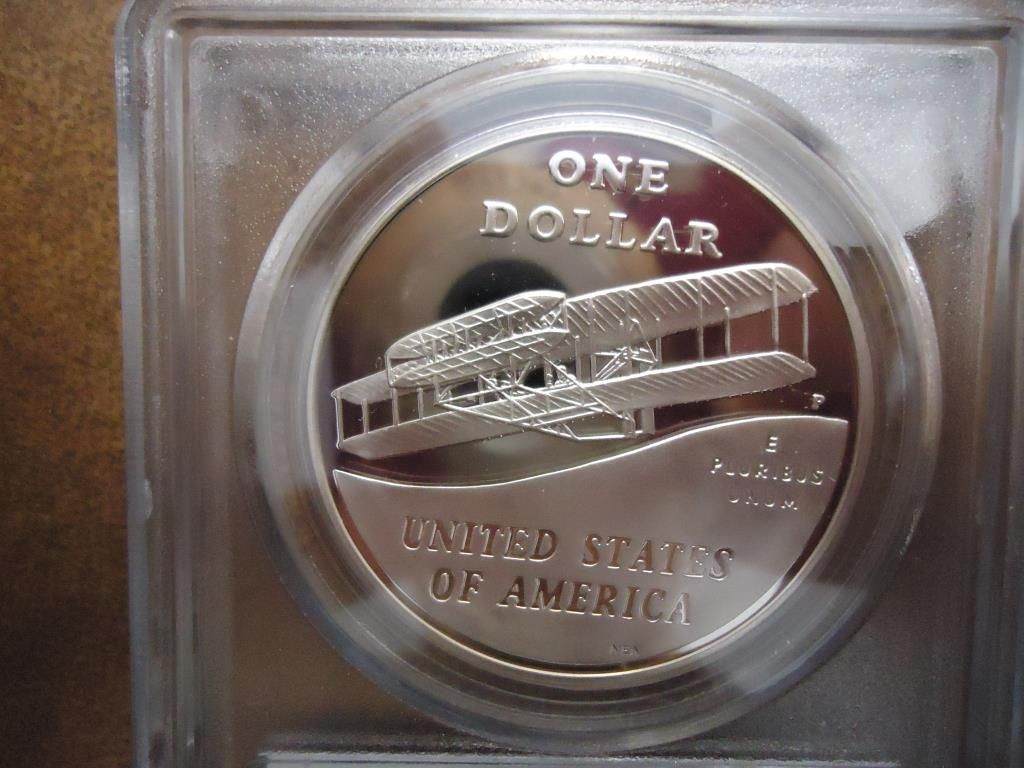 ONE
DOLLAR
P
E
PLURIBUS
UNUM
UNITED STATES
OF AMERICA